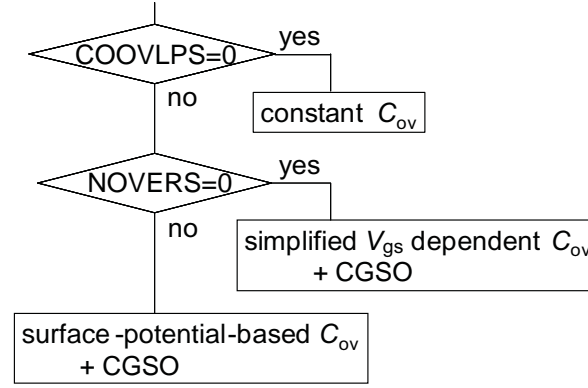 COOVLPS=0
yes
no
constant Cov
NOVERS=0
yes
no
simplified Vgs dependent Cov
+ CGSO
surface-potential-based Cov
+ CGSO